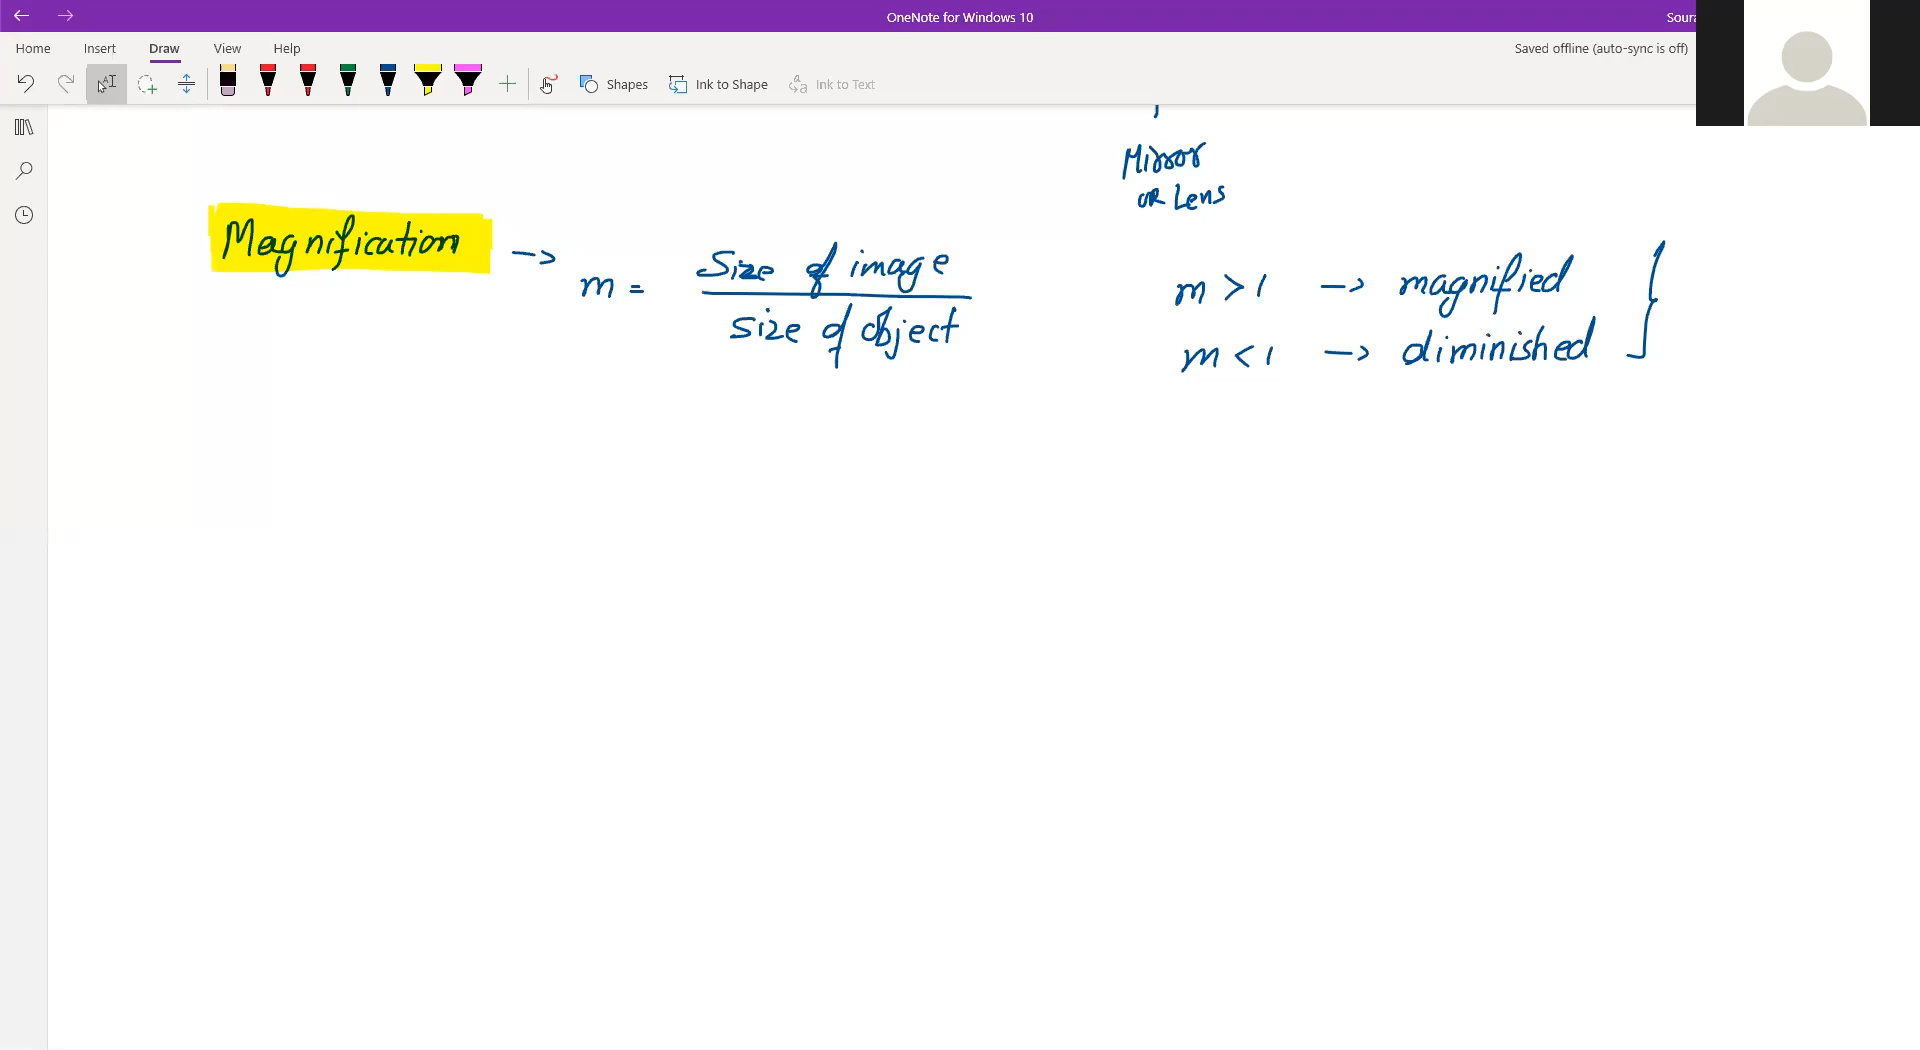 OneNote for Windows 10
Soura
Home Insert Draw View Help
Saved offline (auto-sync is off)
Shapes Ink to Shape Ink to Text
Mirror
OR Lens
Magnification → m = Size of image / Size of object
m > 1 → magnified
m < 1 → diminished